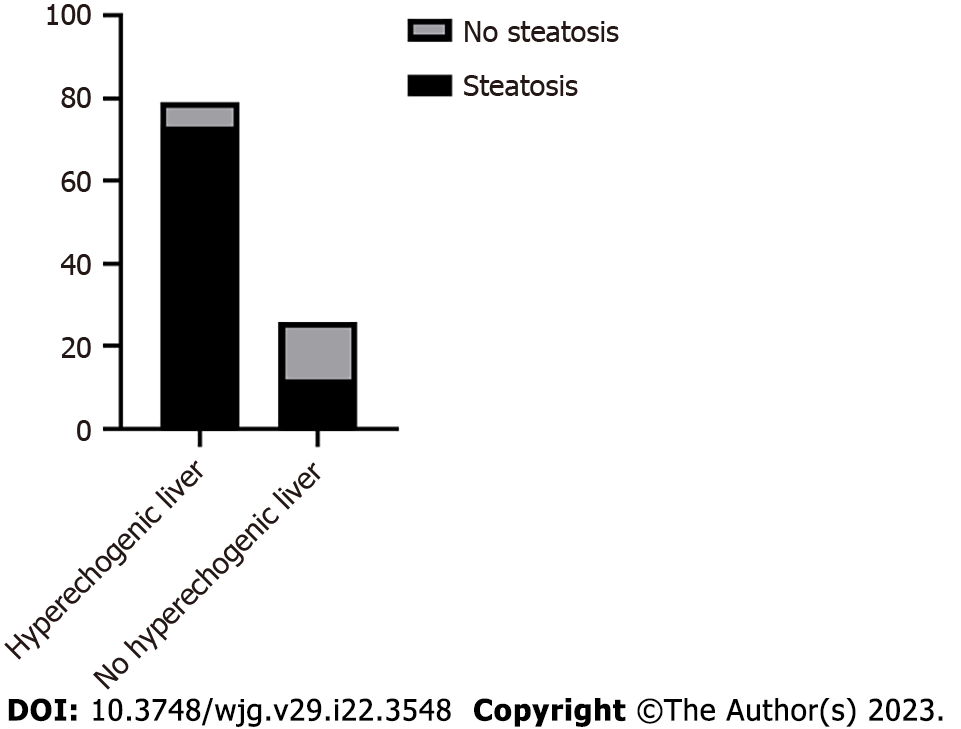 100
80
60
40
20
0
No steatosis
Steatosis
Hyperechogenic liver
No hyperechogenic liver
DOI: 10.3748/wjg.v29.i22.3548 Copyright ©The Author(s) 2023.